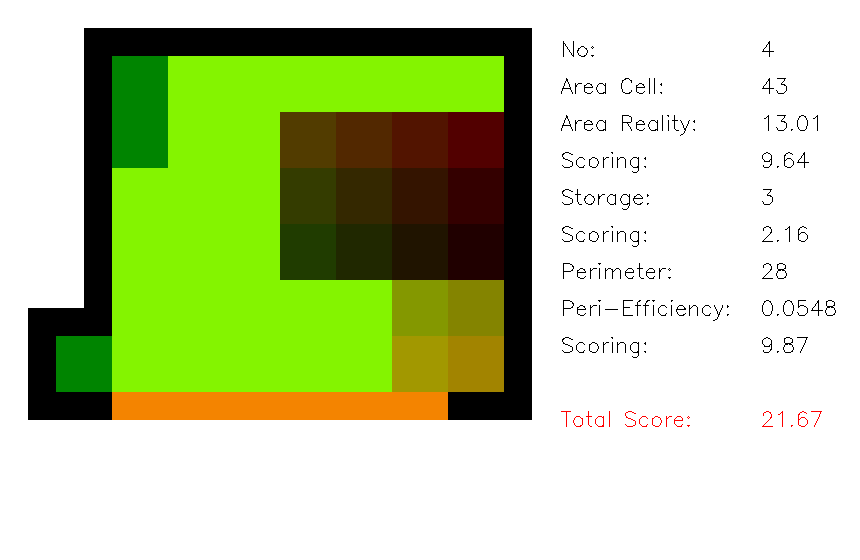 No: 4
Area Cell: 43
Area Reality: 13.01
Scoring: 9.64
Storage: 3
Scoring: 2.16
Perimeter: 28
Peri-Efficiency: 0.0548
Scoring: 9.87
Total Score: 21.67